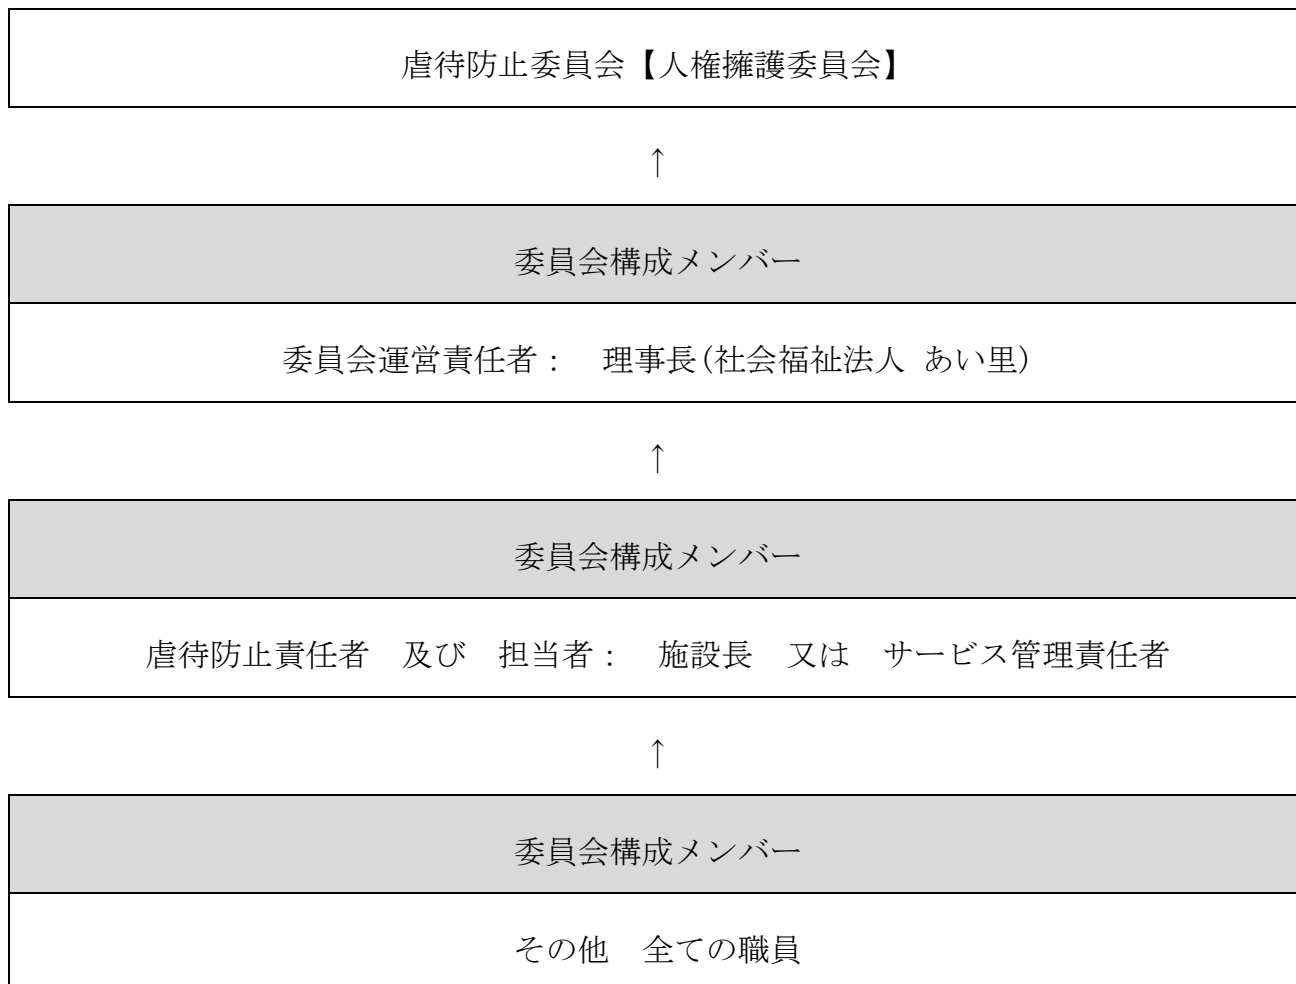 虐待防止委員会【人権擁護委員会】
↑
委員会構成メンバー
委員会運営責任者：　理事長(社会福祉法人 あい里)
↑
委員会構成メンバー
虐待防止責任者　及び　担当者：　施設長　又は　サービス管理責任者
↑
委員会構成メンバー
その他　全ての職員